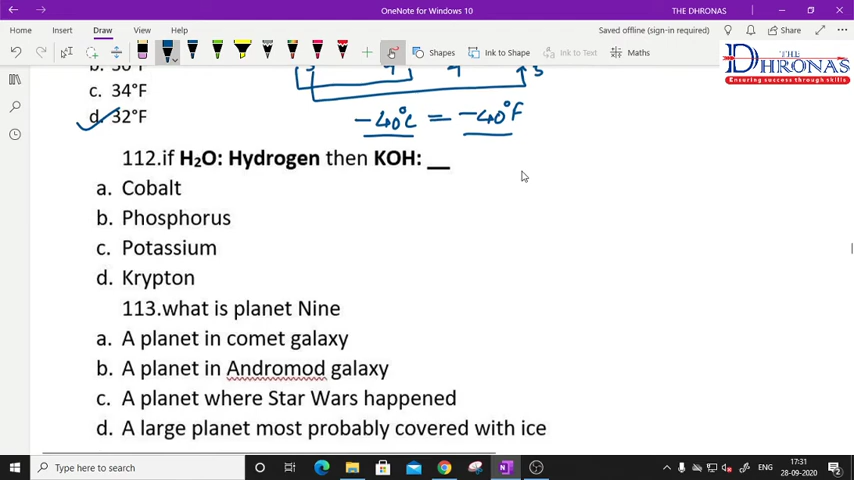 OneNote for Windows 10
THE DHRONAS
Home Insert Draw View Help
Saved offline (sign-in required) Share
Shapes Ink to Shape Ink to Text Maths
THE
DHRONAS
Ensuring success for Talent....
b. 30°F
c. 34°F
d. 32°F
-40°C = -40°F
112.if H₂O: Hydrogen then KOH: __
a. Cobalt
b. Phosphorus
c. Potassium
d. Krypton
113.what is planet Nine
a. A planet in comet galaxy
b. A planet in Andromod galaxy
c. A planet where Star Wars happened
d. A large planet most probably covered with ice
Type here to search
ENG
17:31
28-09-2020